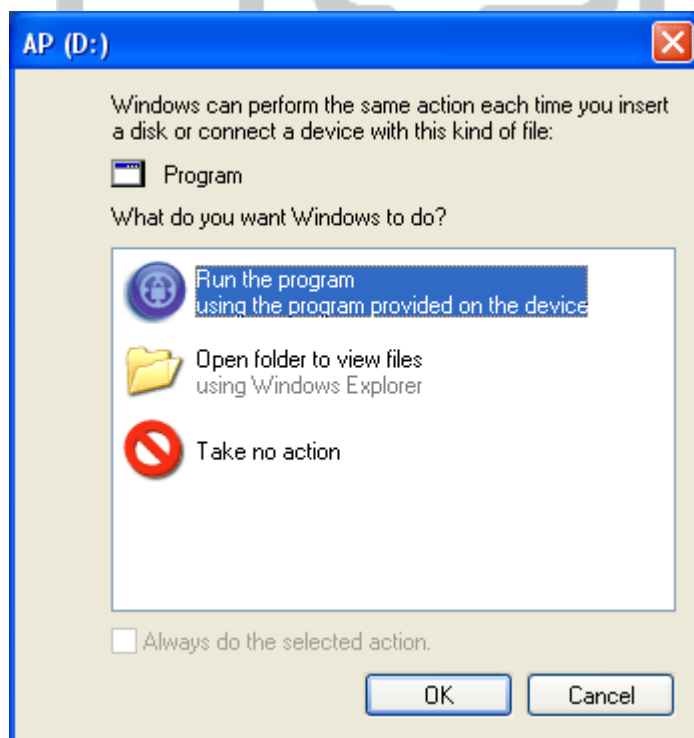 AP (D:)
Windows can perform the same action each time you insert
a disk or connect a device with this kind of file:
Program
What do you want Windows to do?
Run the program
using the program provided on the device
Open folder to view files
using Windows Explorer
Take no action
Always do the selected action.
OK
Cancel